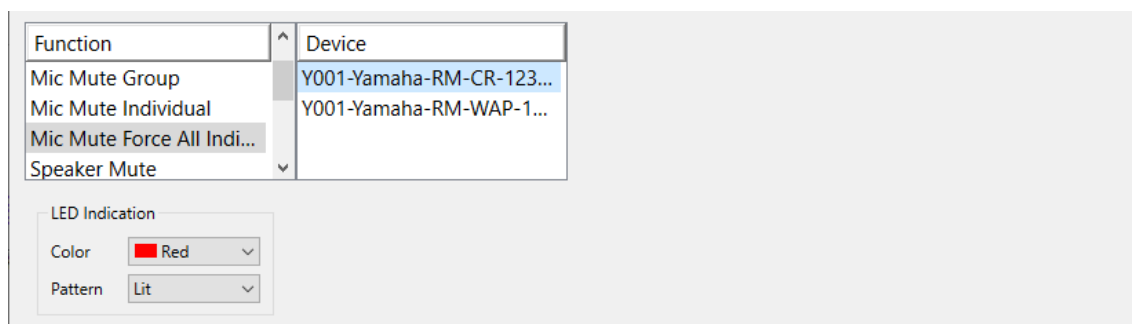 Function
Device
Mic Mute Group
Y001-Yamaha-RM-CR-123...
Mic Mute Individual
Y001-Yamaha-RM-WAP-1...
Mic Mute Force All Indi...
Speaker Mute
LED Indication
Color
Red
Pattern
Lit